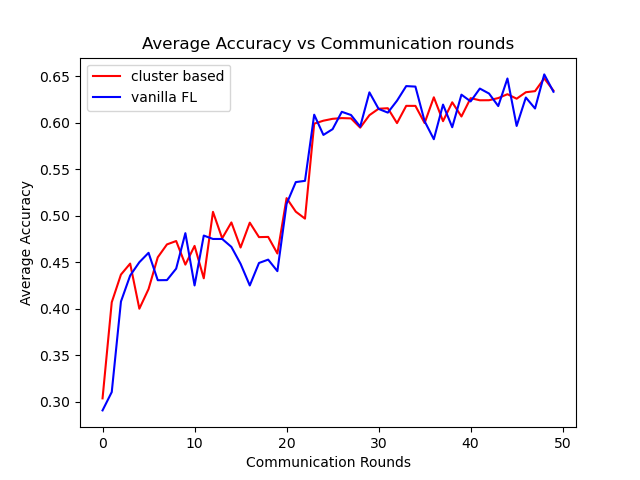 Average Accuracy vs Communication rounds
cluster based
vanilla FL
0.65
0.60
0.55
0.50
0.45
0.40
0.35
0.30
Average Accuracy
0 10 20 30 40 50
Communication Rounds